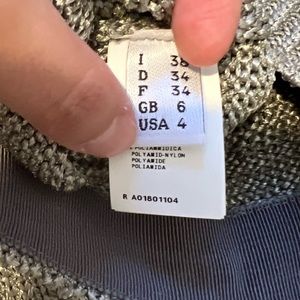 I 38
D 34
F 34
GB 6
USA 4
POLIAMMIDICA
POLYAMID-NYLON
POLYAMIDE
POLIAMIDA
R A01801104